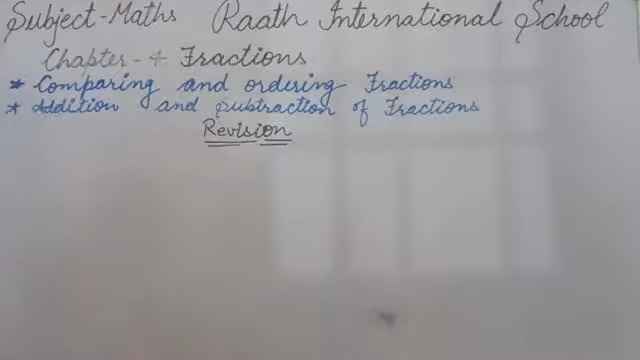 Subject-Maths Raath International School
Chapter-4 Fractions
* Comparing and ordering Fractions
* Addition and Subtraction of Fractions
Revision